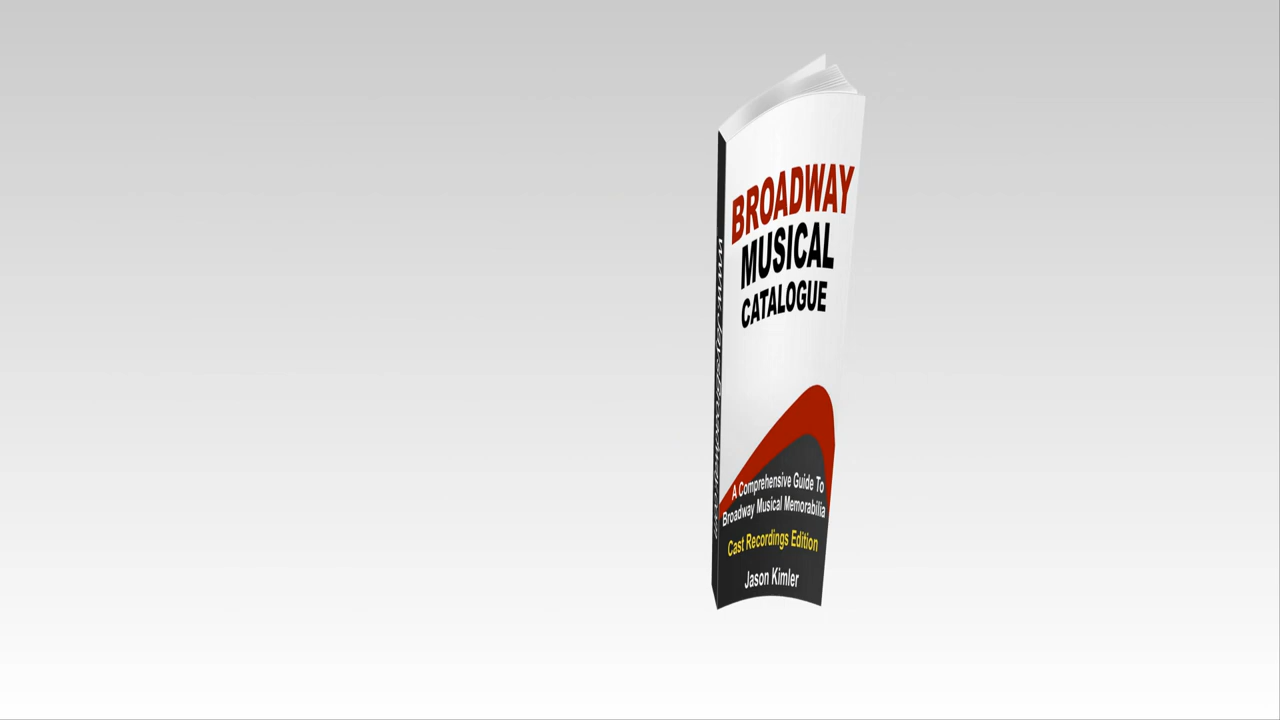 BROADWAY
MUSICAL
CATALOGUE
A Comprehensive Guide To
Broadway Musical Memorabilia
Cast Recordings Edition
Jason Kimler